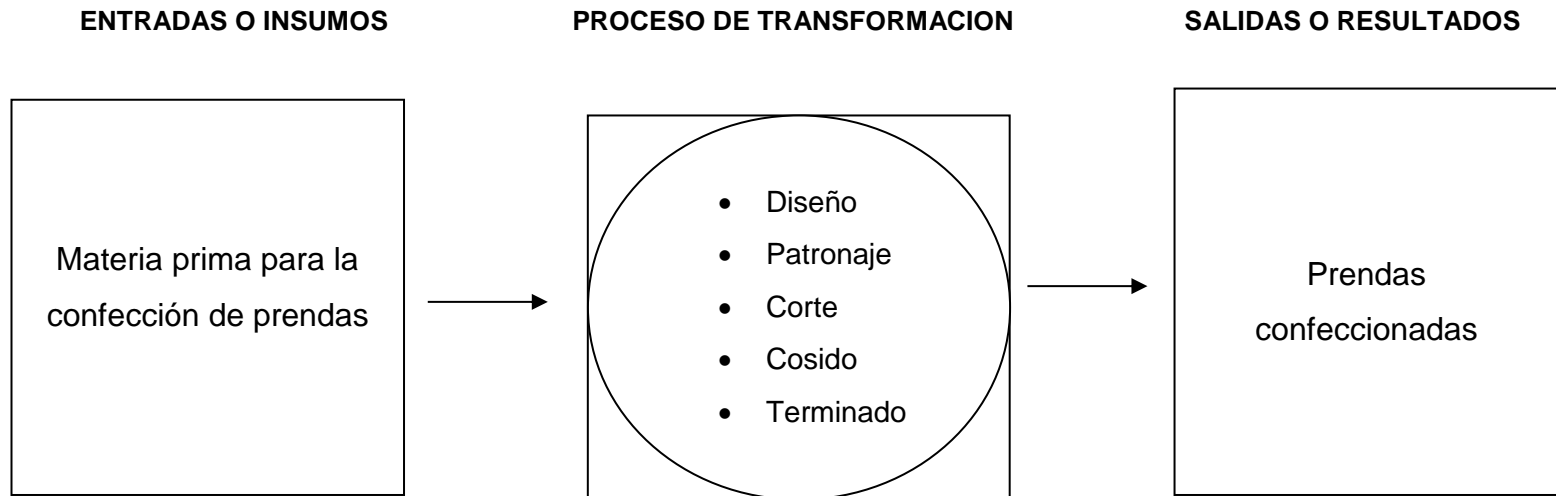 ENTRADAS O INSUMOS
PROCESO DE TRANSFORMACION
SALIDAS O RESULTADOS
Materia prima para la
confección de prendas
• Diseño
• Patronaje
• Corte
• Cosido
• Terminado
Prendas
confeccionadas